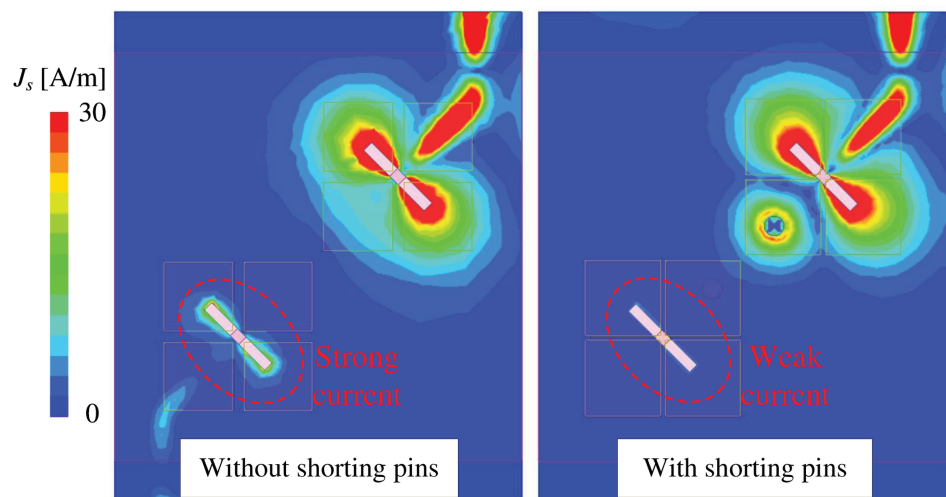 J_s [A/m]
30
0
Strong
current
Weak
current
Without shorting pins
With shorting pins